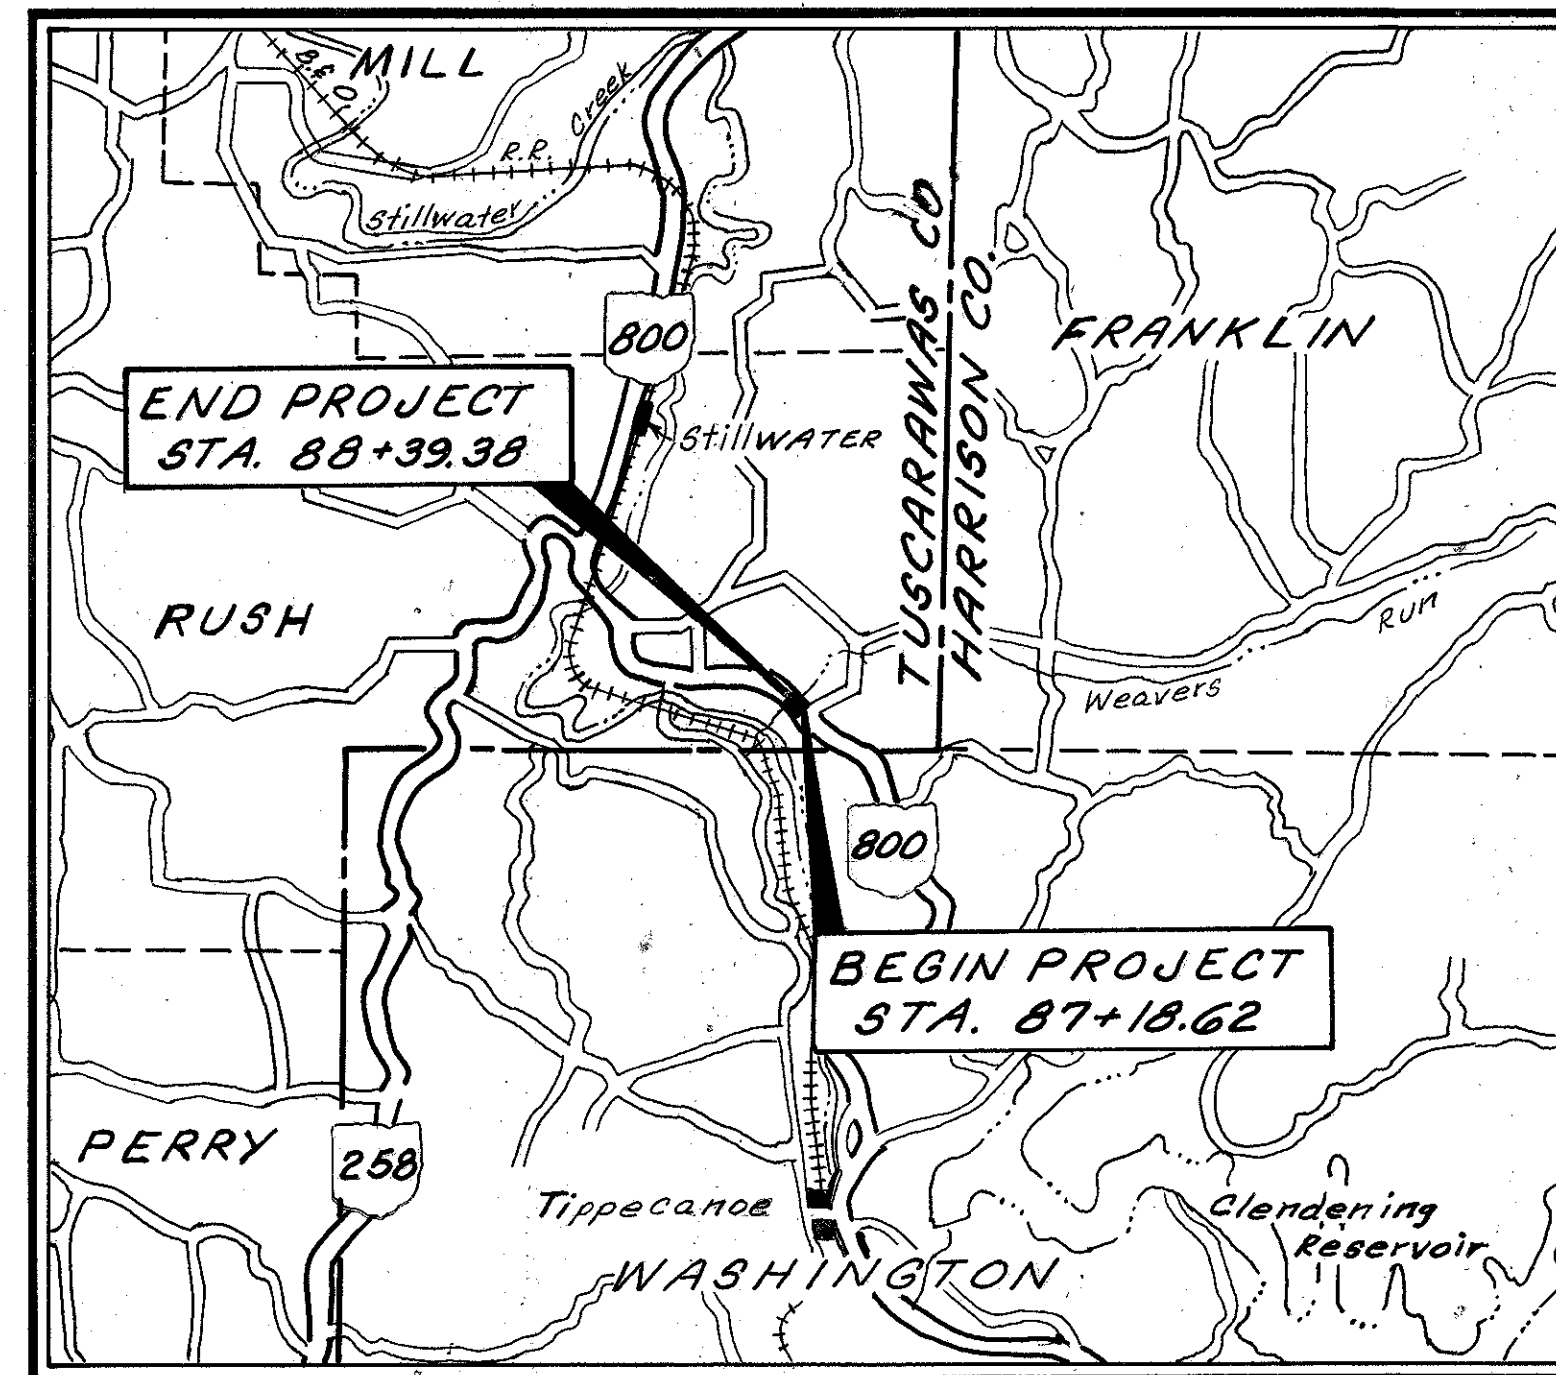 MILL
B.& O.
R.R.
Creek
Stillwater
800
TUSCARAWAS CO
HARRISON CO.
FRANKLIN
END PROJECT
STA. 88+39.38
StillWATER
RUSH
Run
Weavers
800
BEGIN PROJECT
STA. 87+18.62
PERRY
258
Tippecanoe
Clendening
Reservoir
WASHINGTON